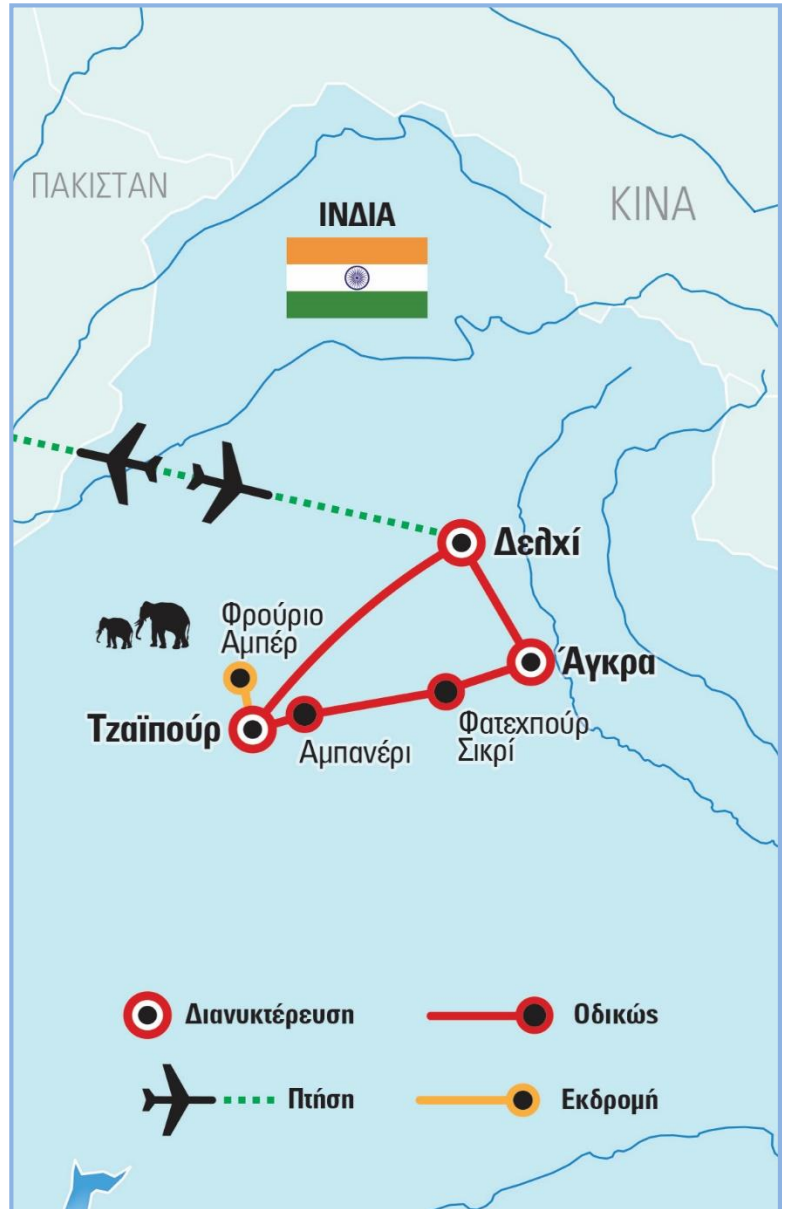 ΠΑΚΙΣΤΑΝ
ΚΙΝΑ
ΙΝΔΙΑ
Δελχί
Φρούριο
Αμπέρ
Άγκρα
Τζαϊπούρ
Αμπανέρι
Φατεχπούρ
Σικρί
Διανυκτέρευση
Οδικώς
Πτήση
Εκδρομή